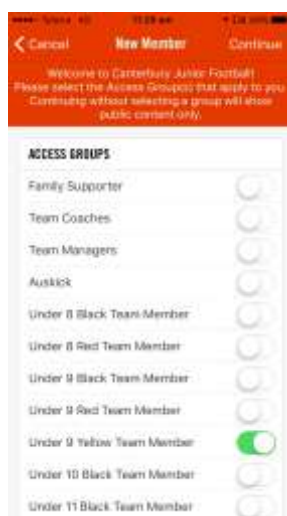 11:28 am
Cancel New Member Continue
Welcome to Canterbury Junior Football!
Please select the Access Group(s) that apply to you
Continuing without selecting a group will show
public content only.
ACCESS GROUPS
Family Supporter
Team Coaches
Team Managers
Auskick
Under 8 Black Team Member
Under 8 Red Team Member
Under 9 Black Team Member
Under 9 Red Team Member
Under 9 Yellow Team Member
Under 10 Black Team Member
Under 11 Black Team Member